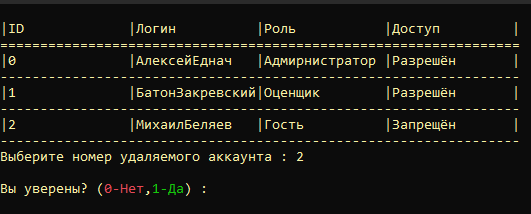 |ID |Логин |Роль |Доступ |
|0 |АлексейЕднач |Адмирнистратор |Разрешён |
|1 |БатонЗакревский|Оценщик |Разрешён |
|2 |МихаилБеляев |Гость |Запрещён |
Выберите номер удаляемого аккаунта : 2
Вы уверены? (0-Нет,1-Да) :